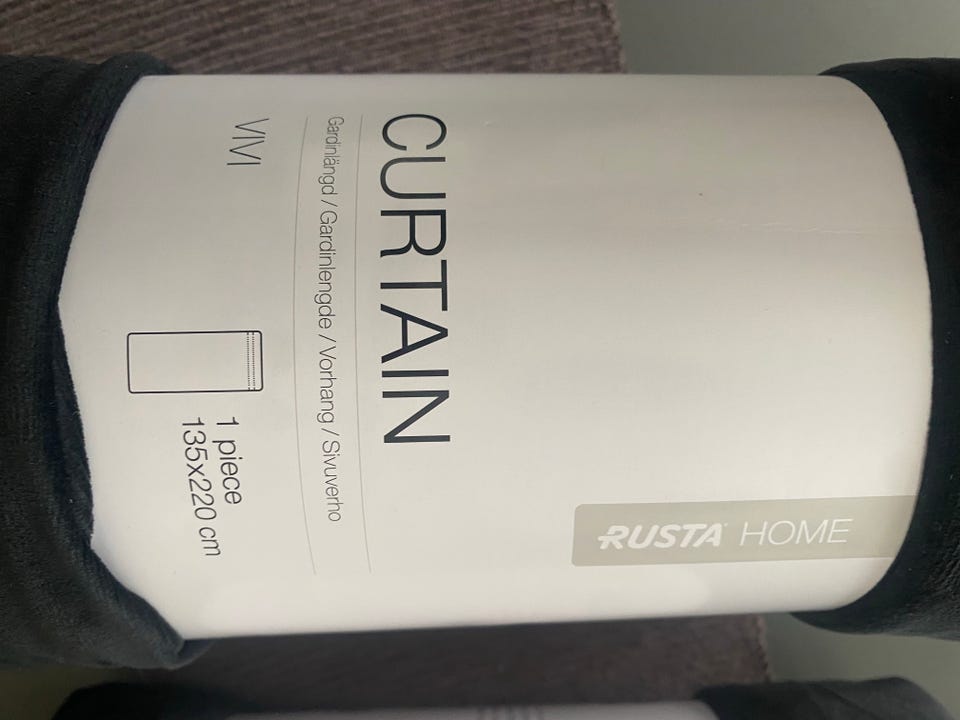 RUSTA HOME
CURTAIN
Gardinlängd / Gardinlengde / Vorhang / Sivuverho
VIVI
1 piece
135x220 cm